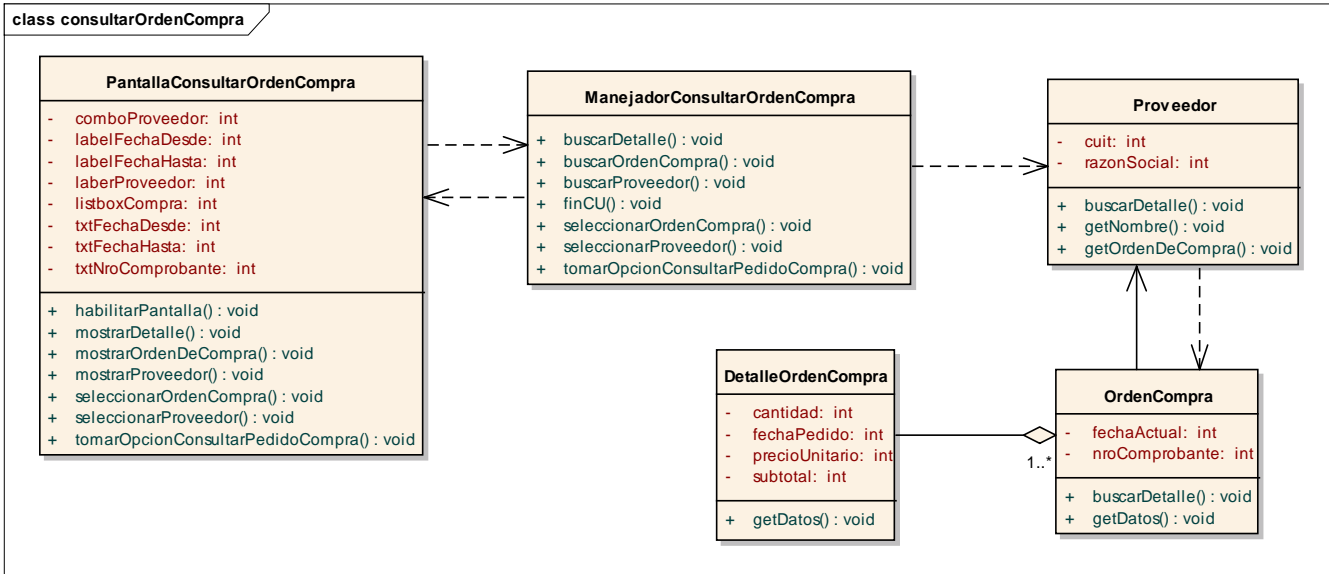 class consultarOrdenCompra
PantallaConsultarOrdenCompra
- comboProveedor: int
- labelFechaDesde: int
- labelFechaHasta: int
- laberProveedor: int
- listboxCompra: int
- txtFechaDesde: int
- txtFechaHasta: int
- txtNroComprobante: int
+ habilitarPantalla() : void
+ mostrarDetalle() : void
+ mostrarOrdenDeCompra() : void
+ mostrarProveedor() : void
+ seleccionarOrdenCompra() : void
+ seleccionarProveedor() : void
+ tomarOpcionConsultarPedidoCompra() : void
ManejadorConsultarOrdenCompra
+ buscarDetalle() : void
+ buscarOrdenCompra() : void
+ buscarProveedor() : void
+ finCU() : void
+ seleccionarOrdenCompra() : void
+ seleccionarProveedor() : void
+ tomarOpcionConsultarPedidoCompra() : void
Proveedor
- cuit: int
- razonSocial: int
+ buscarDetalle() : void
+ getNombre() : void
+ getOrdenDeCompra() : void
DetalleOrdenCompra
- cantidad: int
- fechaPedido: int
- precioUnitario: int
- subtotal: int
+ getDatos() : void
1..*
OrdenCompra
- fechaActual: int
- nroComprobante: int
+ buscarDetalle() : void
+ getDatos() : void